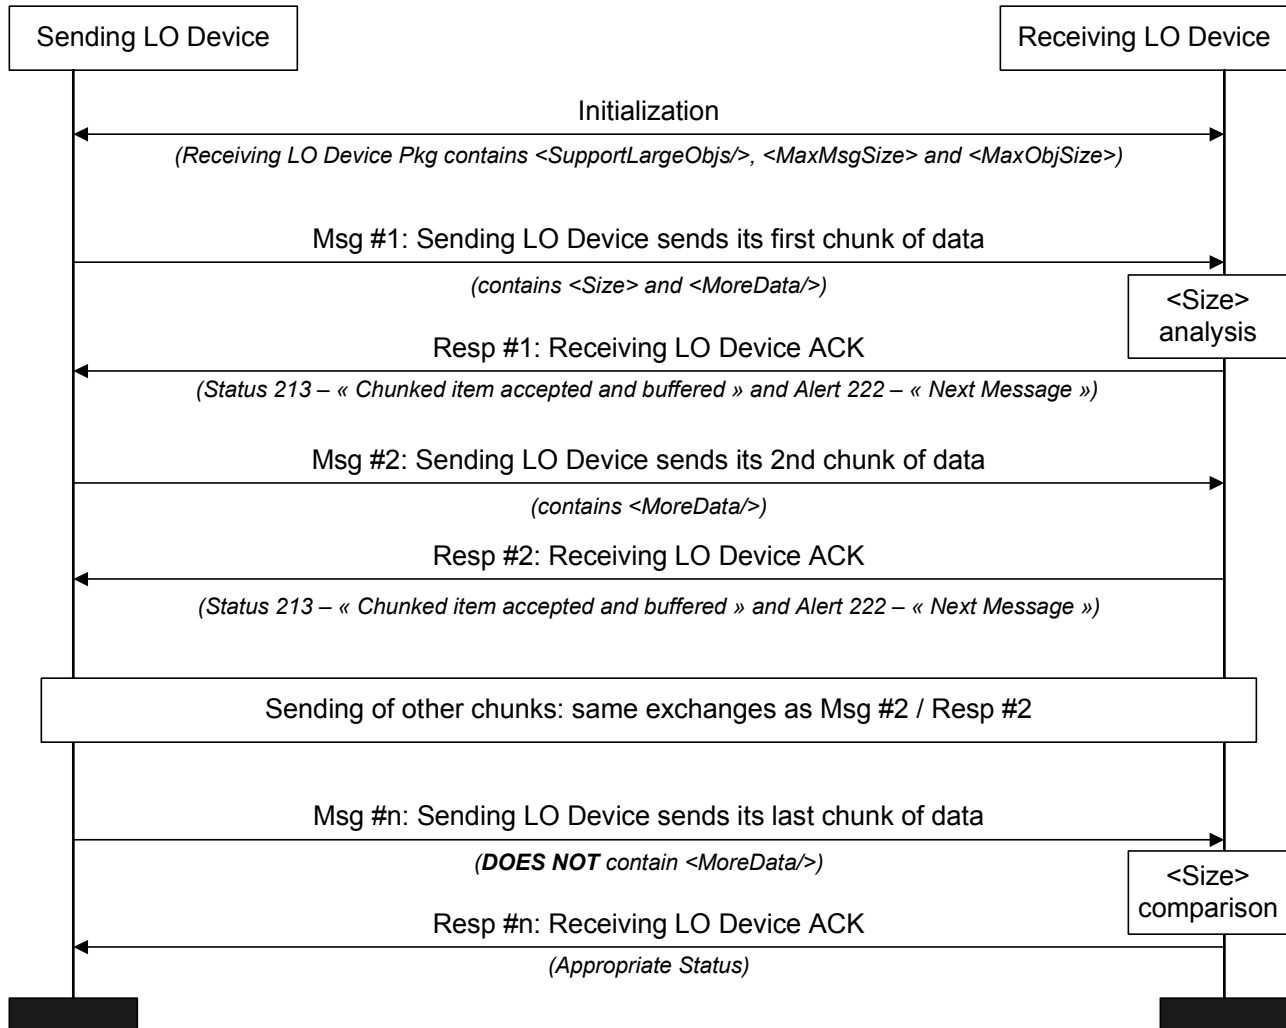 Sending LO Device
Receiving LO Device
Initialization
(Receiving LO Device Pkg contains <SupportLargeObjs/>, <MaxMsgSize> and <MaxObjSize>)
Msg #1: Sending LO Device sends its first chunk of data
(contains <Size> and <MoreData/>)
<Size>
analysis
Resp #1: Receiving LO Device ACK
(Status 213 – « Chunked item accepted and buffered » and Alert 222 – « Next Message »)
Msg #2: Sending LO Device sends its 2nd chunk of data
(contains <MoreData/>)
Resp #2: Receiving LO Device ACK
(Status 213 – « Chunked item accepted and buffered » and Alert 222 – « Next Message »)
Sending of other chunks: same exchanges as Msg #2 / Resp #2
Msg #n: Sending LO Device sends its last chunk of data
(DOES NOT contain <MoreData/>)
<Size>
comparison
Resp #n: Receiving LO Device ACK
(Appropriate Status)